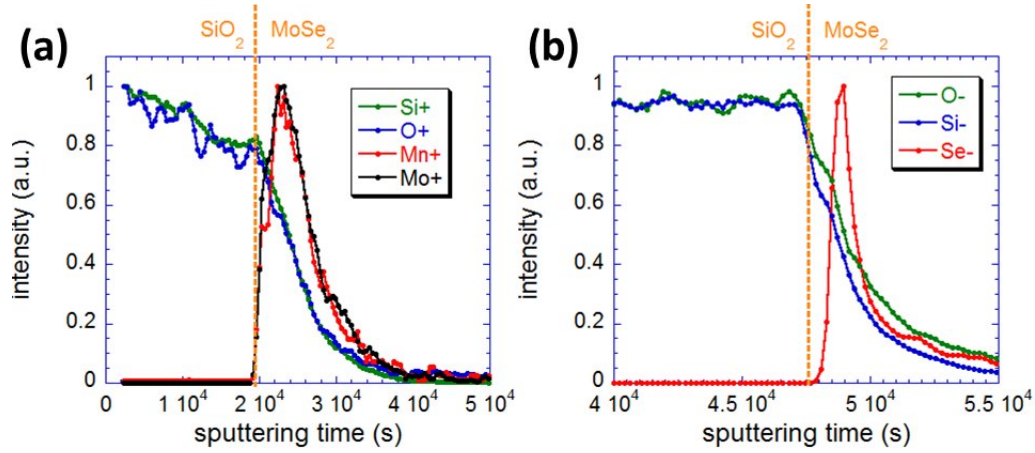 (a)
SiO2 MoSe2
1
0.8
0.6
0.4
0.2
0
intensity (a.u.)
Si+
O+
Mn+
Mo+
0 1 10^4 2 10^4 3 10^4 4 10^4 5 10^4
sputtering time (s)
(b)
SiO2 MoSe2
1
0.8
0.6
0.4
0.2
0
intensity (a.u.)
O-
Si-
Se-
4 10^4 4.5 10^4 5 10^4 5.5 10^4
sputtering time (s)